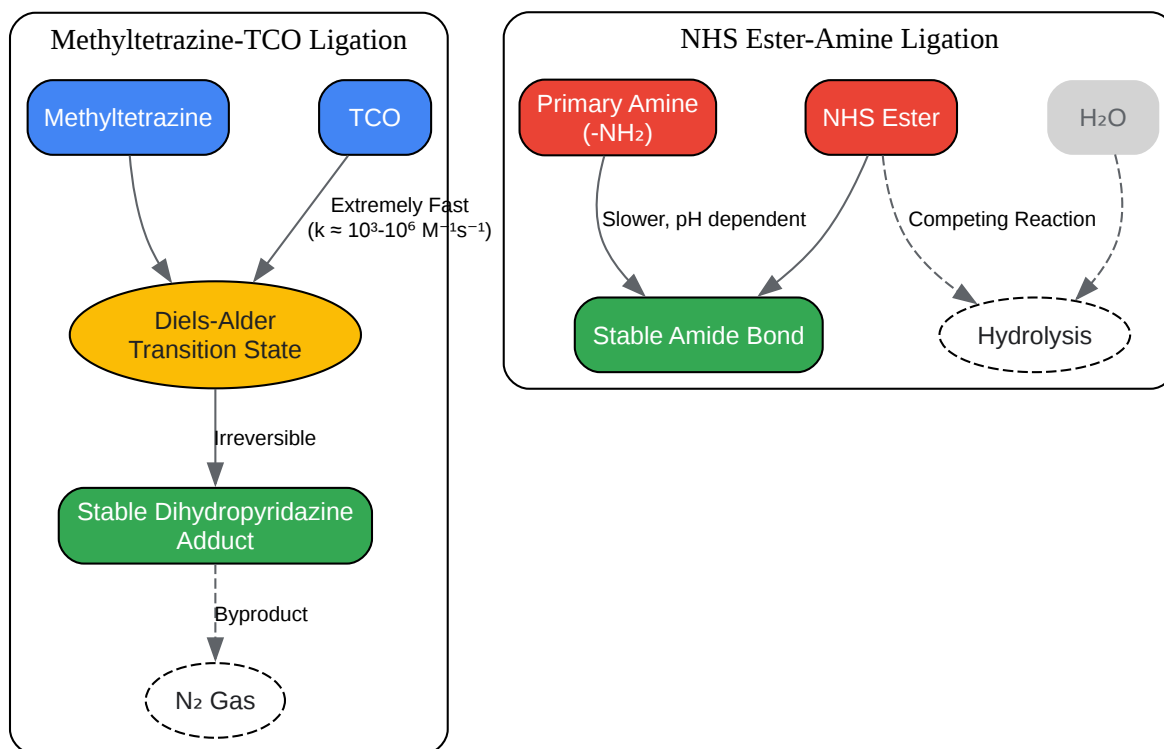 Methyltetrazine-TCO Ligation
Methyltetrazine
TCO
Extremely Fast
(k ≈ 10³-10⁶ M⁻¹s⁻¹)
Diels-Alder
Transition State
Irreversible
Stable Dihydropyridazine
Adduct
Byproduct
N₂ Gas
NHS Ester-Amine Ligation
Primary Amine
(-NH₂)
NHS Ester
H₂O
Slower, pH dependent
Competing Reaction
Stable Amide Bond
Hydrolysis